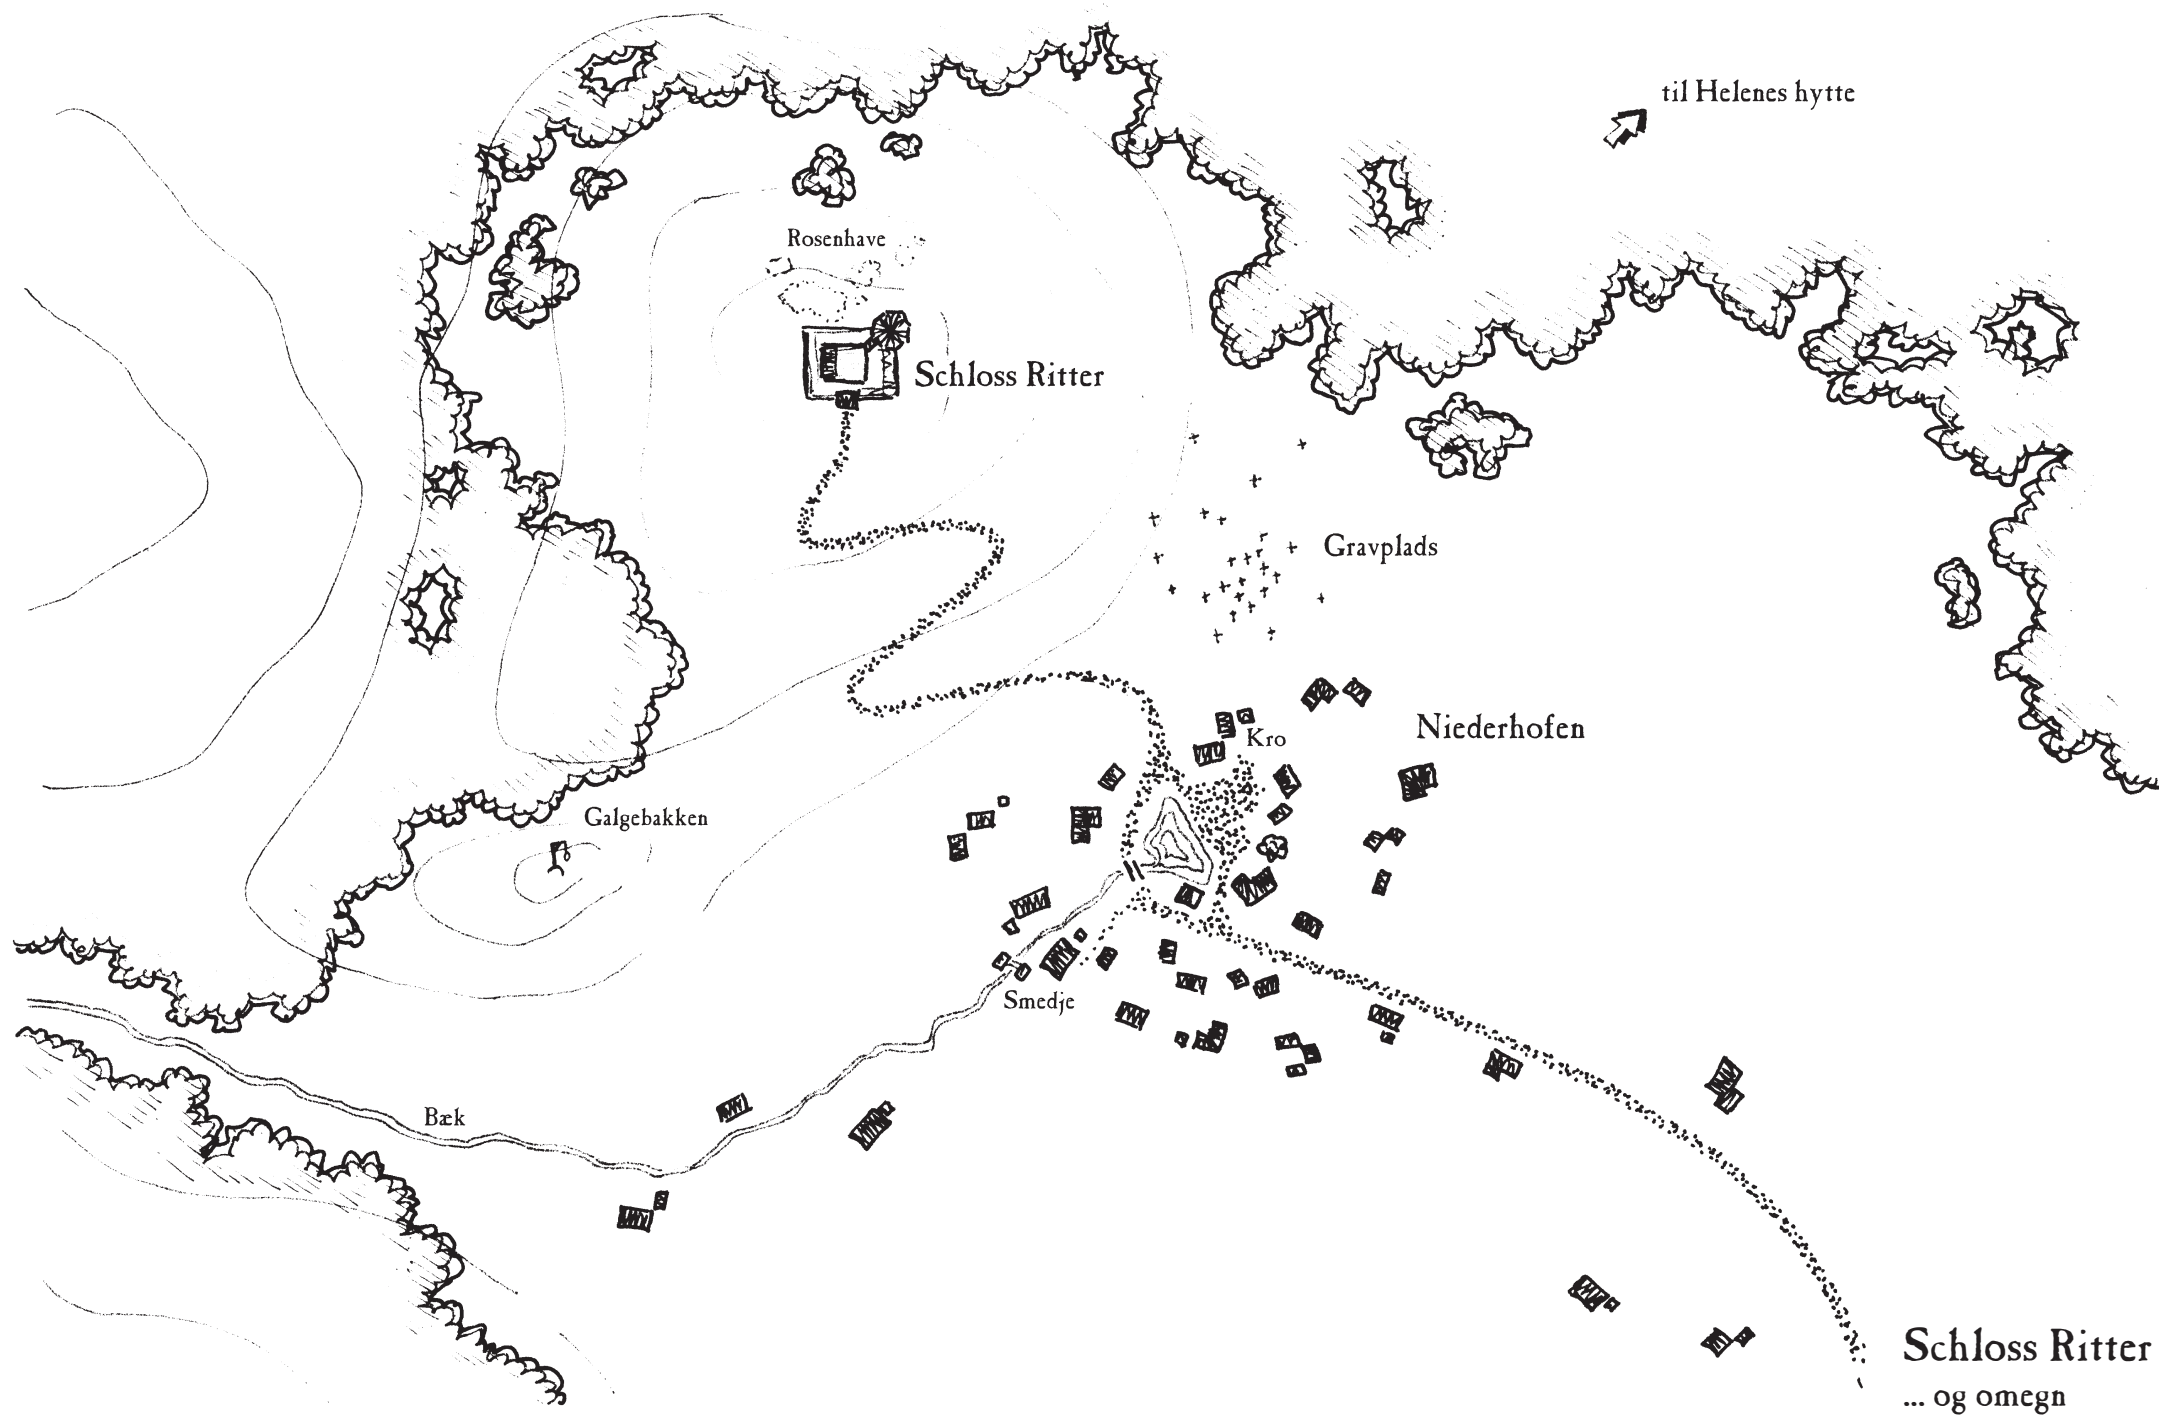 til Helenes hytte
Rosenhave
Schloss Ritter
Gravplads
Niederhofen
Kro
Galgebakken
Smedje
Bæk
Schloss Ritter
... og omegn